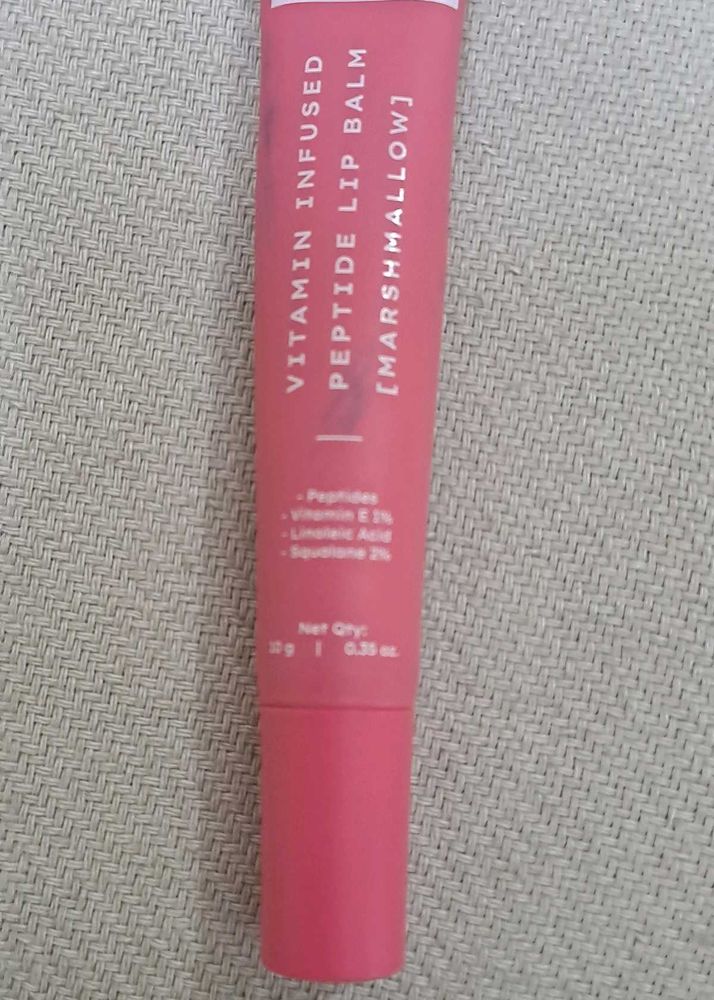 VITAMIN INFUSED
PEPTIDE LIP BALM
[MARSHMALLOW]
- Peptides
- Vitamin E 1%
- Linoleic Acid
- Squalane 2%
Net Qty:
10 g | 0.35 oz.